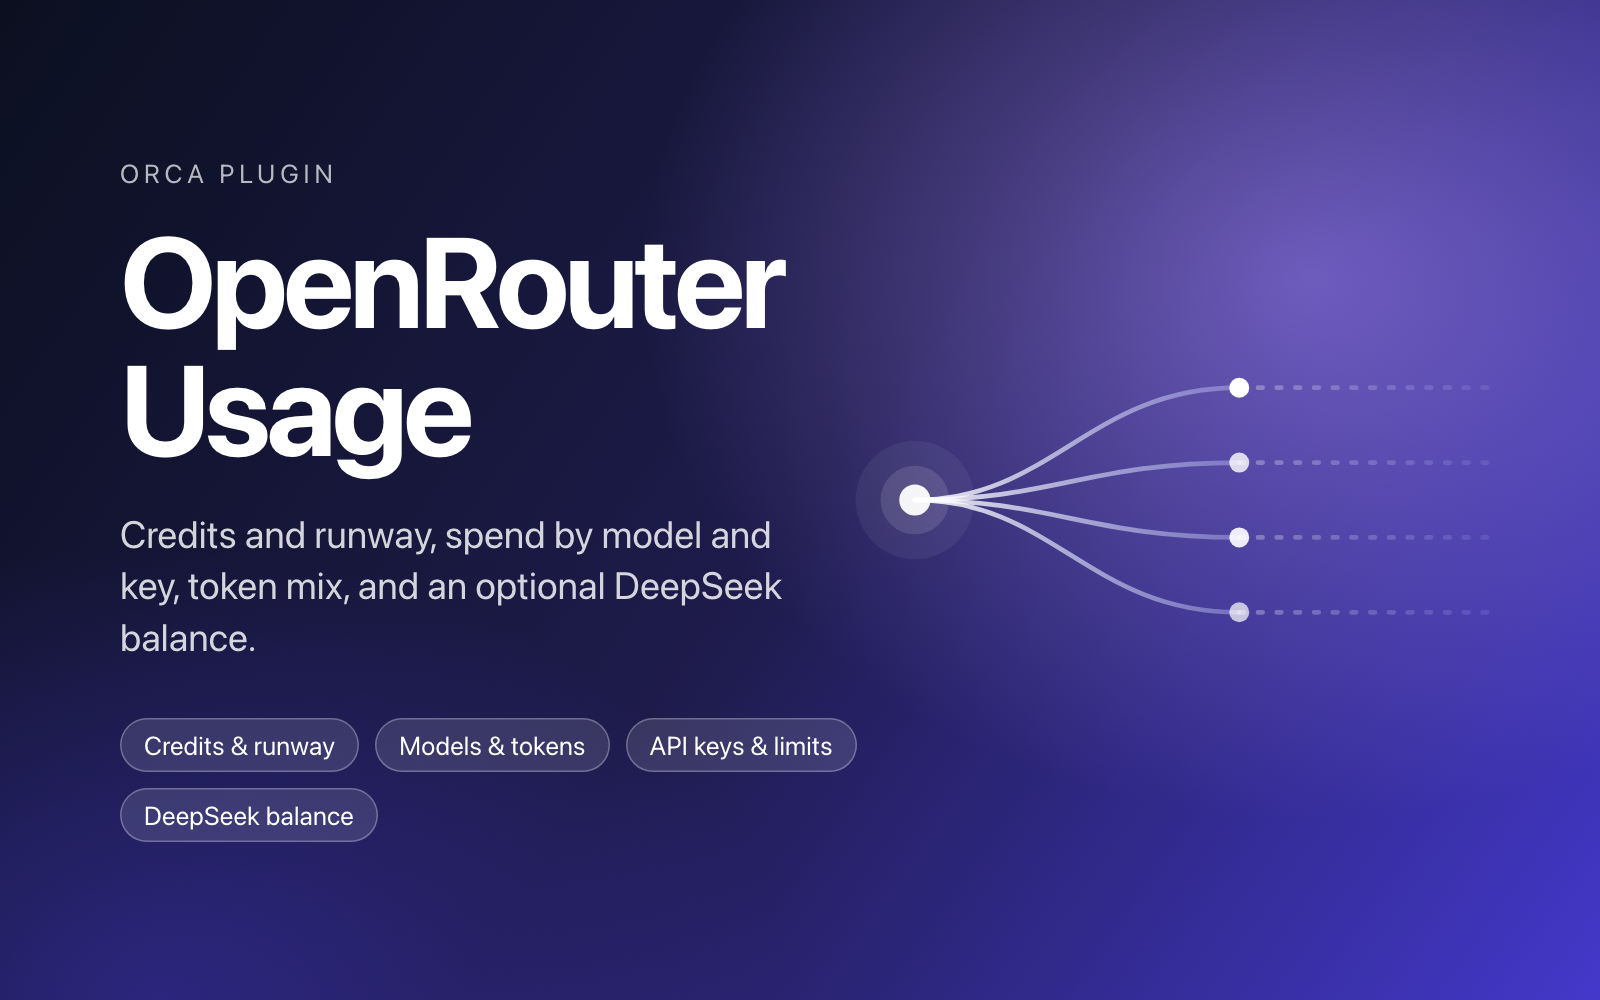 ORCA PLUGIN
OpenRouter
Usage
Credits and runway, spend by model and
key, token mix, and an optional DeepSeek
balance.
Credits & runway
Models & tokens
API keys & limits
DeepSeek balance